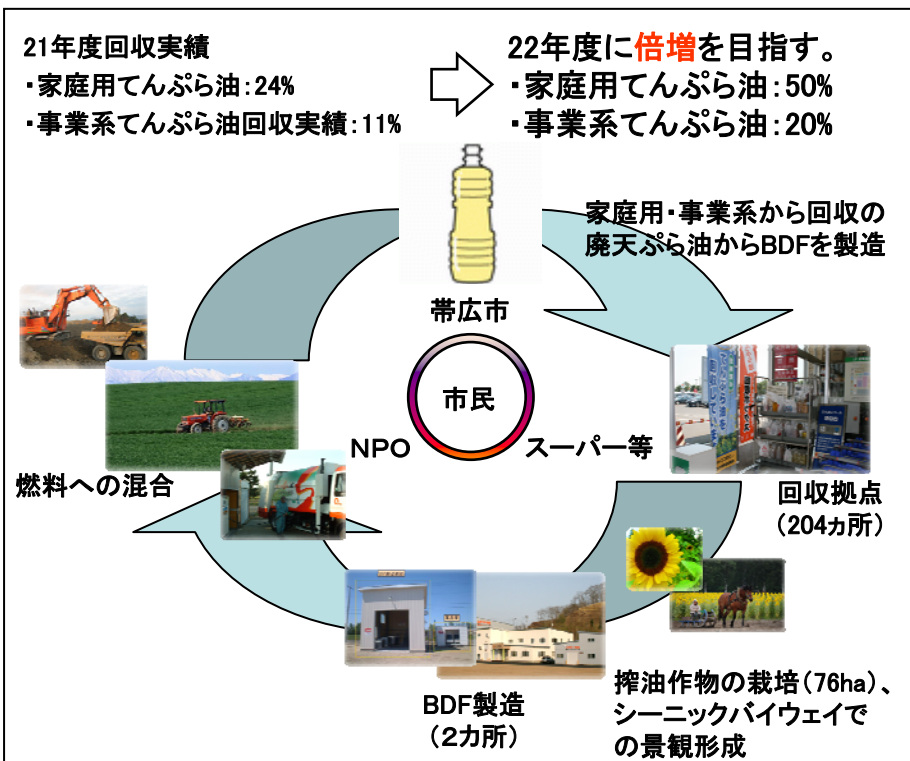 21年度回収実績
・家庭用てんぷら油:24%
・事業系てんぷら油回収実績:11%
22年度に倍増を目指す。
・家庭用てんぷら油:50%
・事業系てんぷら油:20%
家庭用・事業系から回収の
廃天ぷら油からBDFを製造
帯広市
市民
NPO
スーパー等
燃料への混合
回収拠点
(204ヵ所)
BDF製造
(2カ所)
搾油作物の栽培(76ha)、
シーニックバイウェイで
の景観形成